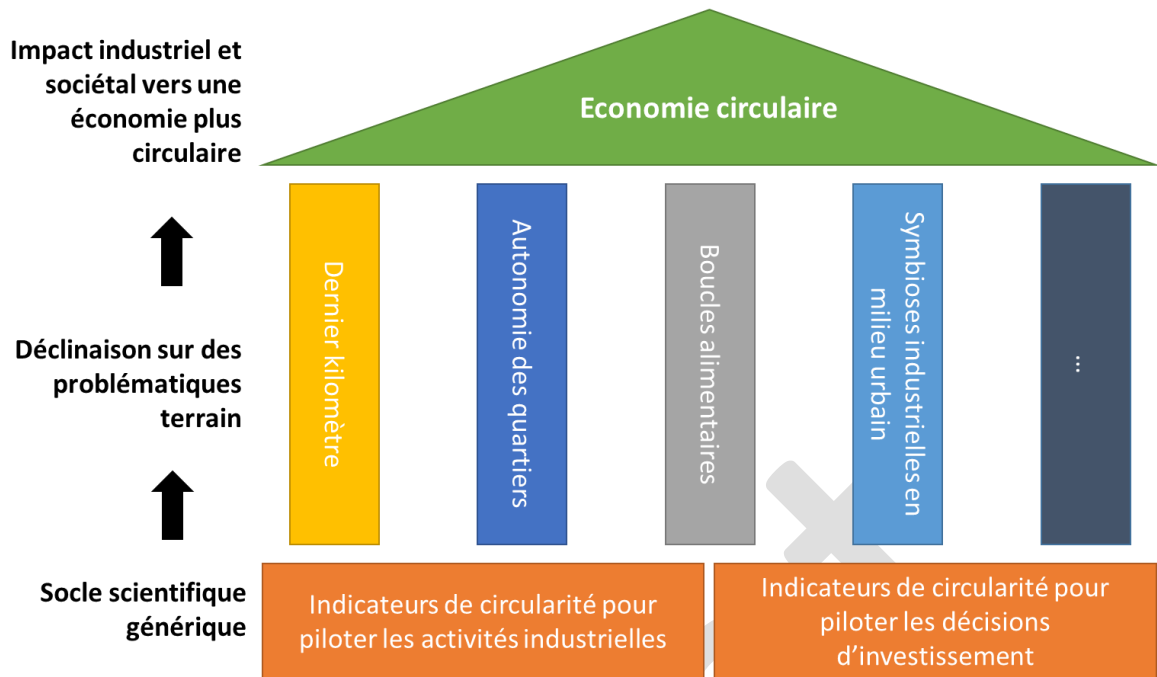 Impact industriel et
sociétal vers une
économie plus
circulaire
Economie circulaire
Déclinaison sur des
problématiques
terrain
Dernier kilomètre
Autonomie des quartiers
Boucles alimentaires
Symbioses industrielles en
milieu urbain
...
Socle scientifique
générique
Indicateurs de circularité pour
piloter les activités industrielles
Indicateurs de circularité pour
piloter les décisions
d’investissement